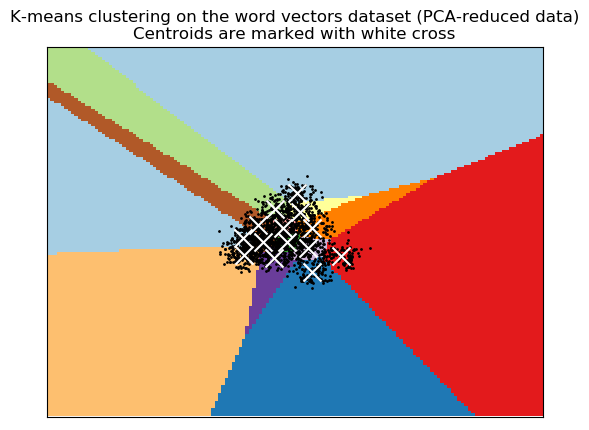 K-means clustering on the word vectors dataset (PCA-reduced data)
Centroids are marked with white cross